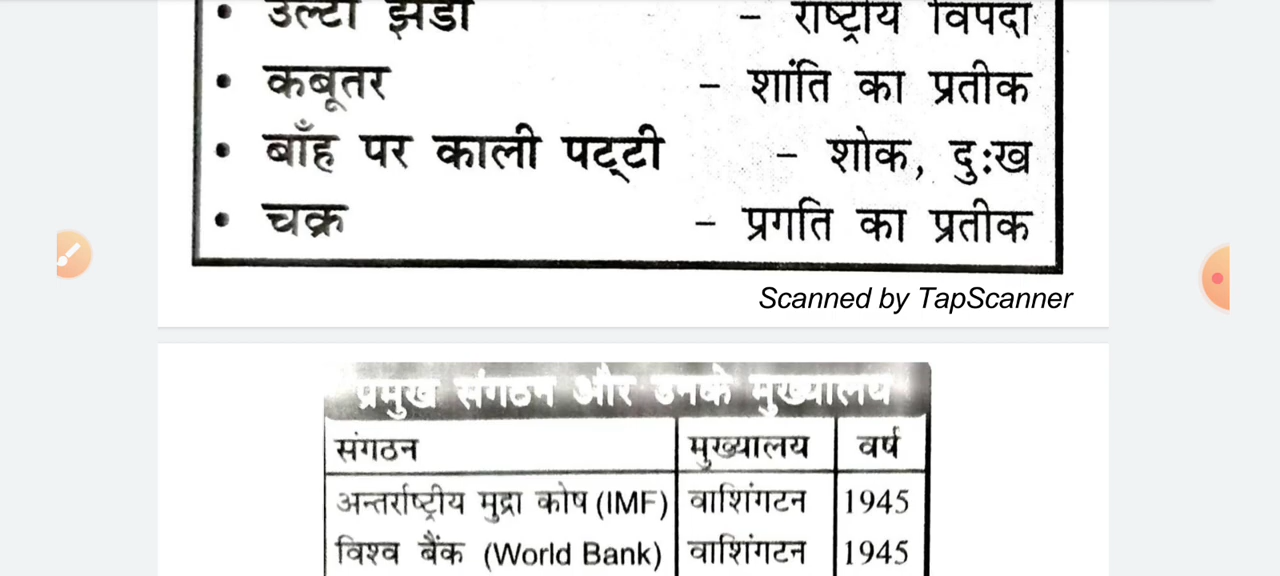 • उल्टा झंडा – राष्ट्रीय विपदा
• कबूतर – शांति का प्रतीक
• बाँह पर काली पट्टी – शोक, दुःख
• चक्र – प्रगति का प्रतीक
Scanned by TapScanner
प्रमुख संगठन और उनके मुख्यालय
संगठन मुख्यालय वर्ष
अन्तर्राष्ट्रीय मुद्रा कोष (IMF) वाशिंगटन 1945
विश्व बैंक (World Bank) वाशिंगटन 1945